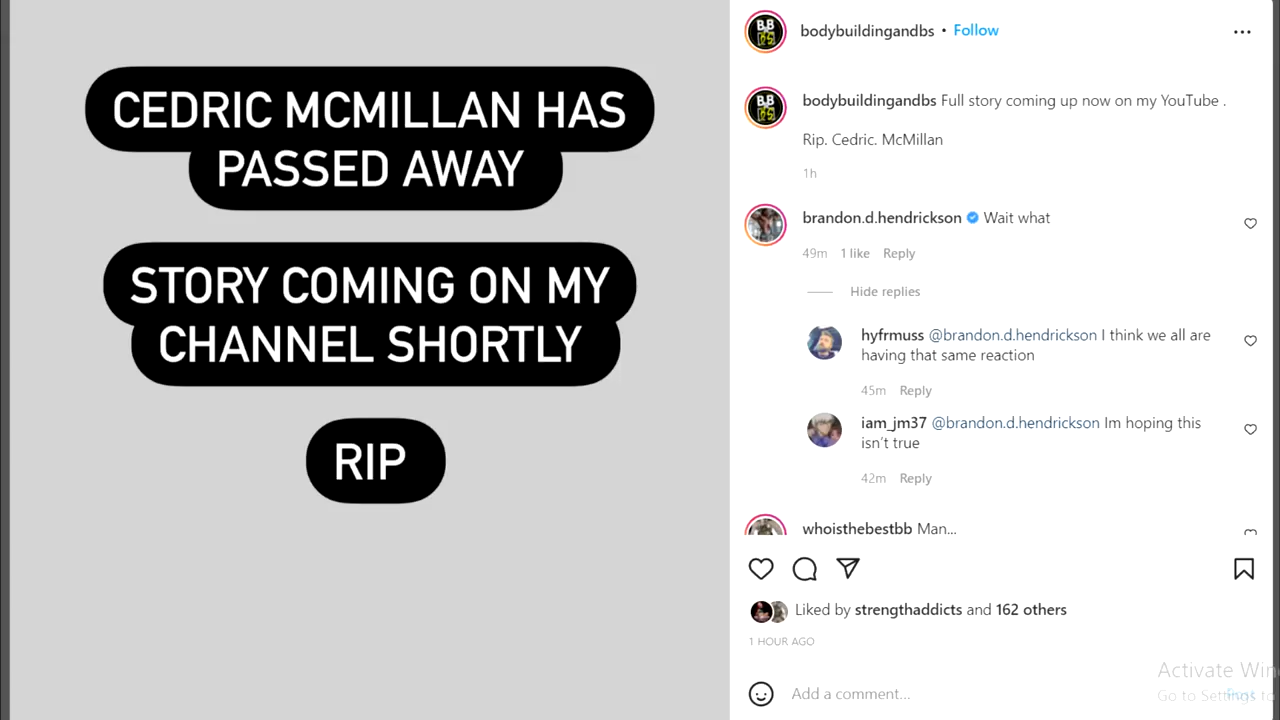 CEDRIC MCMILLAN HAS
PASSED AWAY
STORY COMING ON MY
CHANNEL SHORTLY
RIP
bodybuildingandbs • Follow
bodybuildingandbs Full story coming up now on my YouTube .
Rip. Cedric. McMillan
1h
brandon.d.hendrickson Wait what
49m 1 like Reply
Hide replies
hyfrmuss @brandon.d.hendrickson I think we all are
having that same reaction
45m Reply
iam_jm37 @brandon.d.hendrickson Im hoping this
isn't true
42m Reply
whoisthebestbb Man...
Liked by strengthaddicts and 162 others
1 HOUR AGO
Add a comment...
Post
Activate Win
Go to Settings to